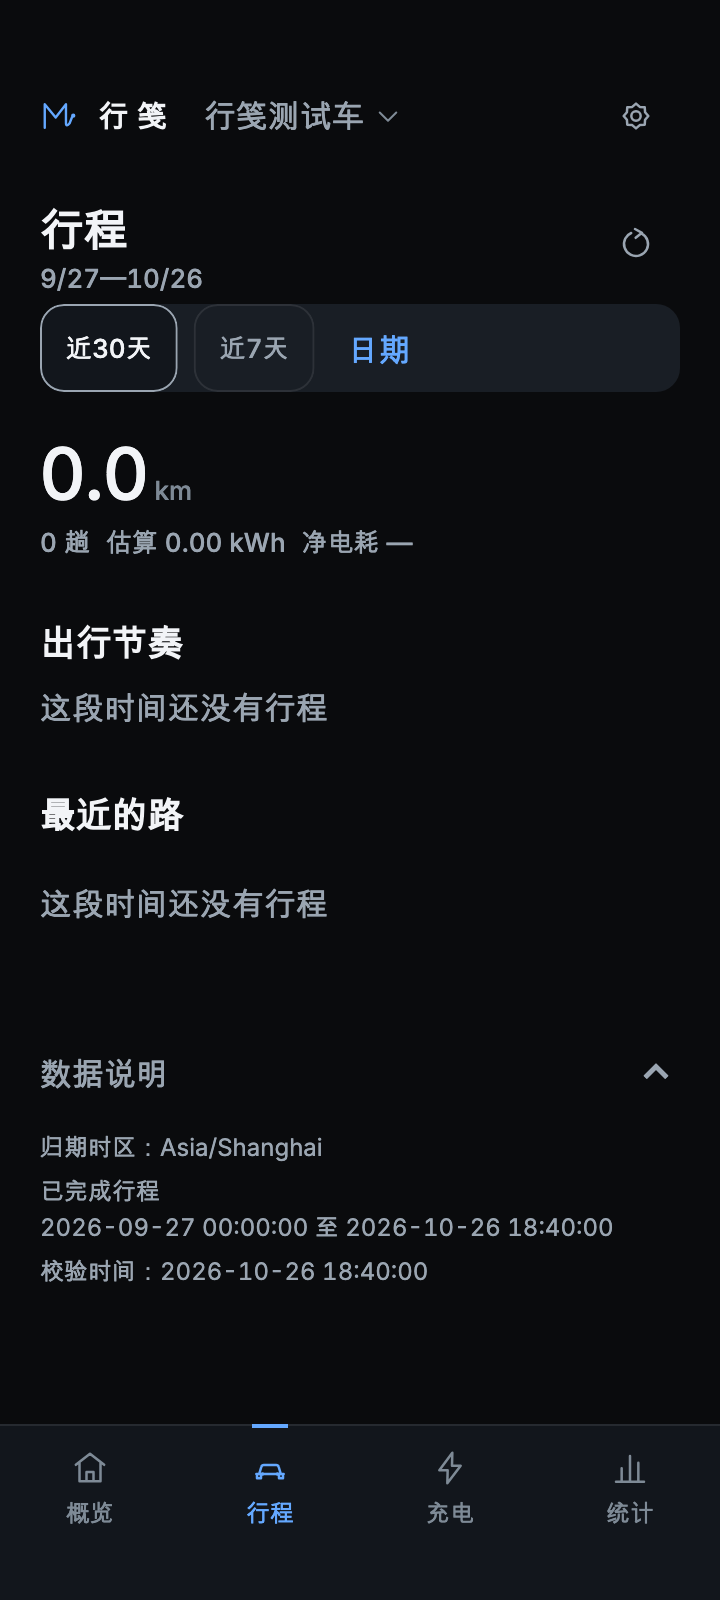 行笺 行笺测试车
行程
9/27—10/26
近30天 近7天 日期
0.0 km
0 趟 估算 0.00 kWh 净电耗 —
出行节奏
这段时间还没有行程
最近的路
这段时间还没有行程
数据说明
归期时区：Asia/Shanghai
已完成行程
2026-09-27 00:00:00 至 2026-10-26 18:40:00
校验时间：2026-10-26 18:40:00
概览 行程 充电 统计